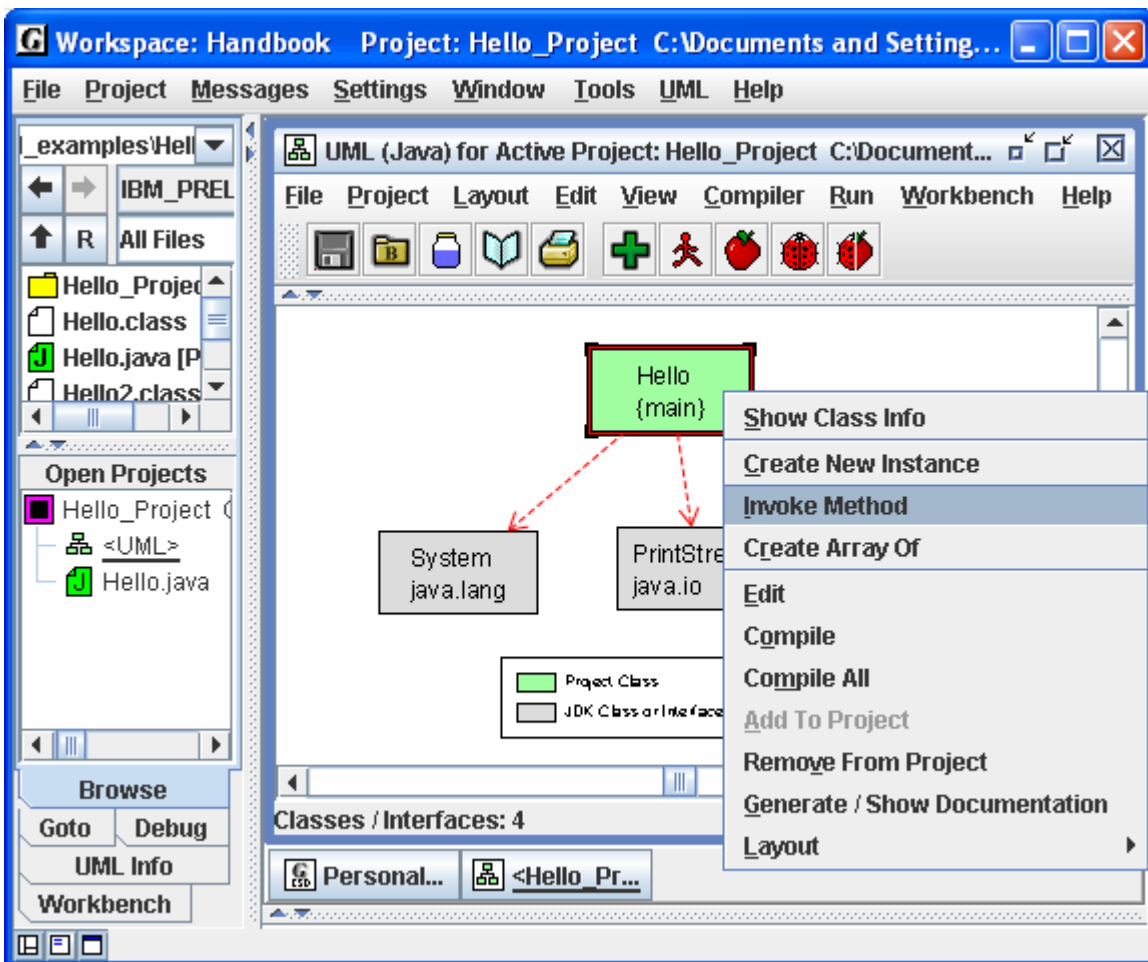 Workspace: Handbook Project: Hello_Project C:\Documents and Setting...
File Project Messages Settings Window Tools UML Help
l_examples\Hell
IBM_PREL
R All Files
Hello_Projec
Hello.class
Hello.java [P
Hello2.class
Open Projects
Hello_Project (
<UML>
Hello.java
Browse
Goto Debug
UML Info
Workbench
UML (Java) for Active Project: Hello_Project C:\Document...
File Project Layout Edit View Compiler Run Workbench Help
B
Hello
{main}
System
java.lang
PrintStre
java.io
Project Class
JDK Class or Interface
Classes / Interfaces: 4
Show Class Info
Create New Instance
Invoke Method
Create Array Of
Edit
Compile
Compile All
Add To Project
Remove From Project
Generate / Show Documentation
Layout
Personal...
<Hello_Pr...